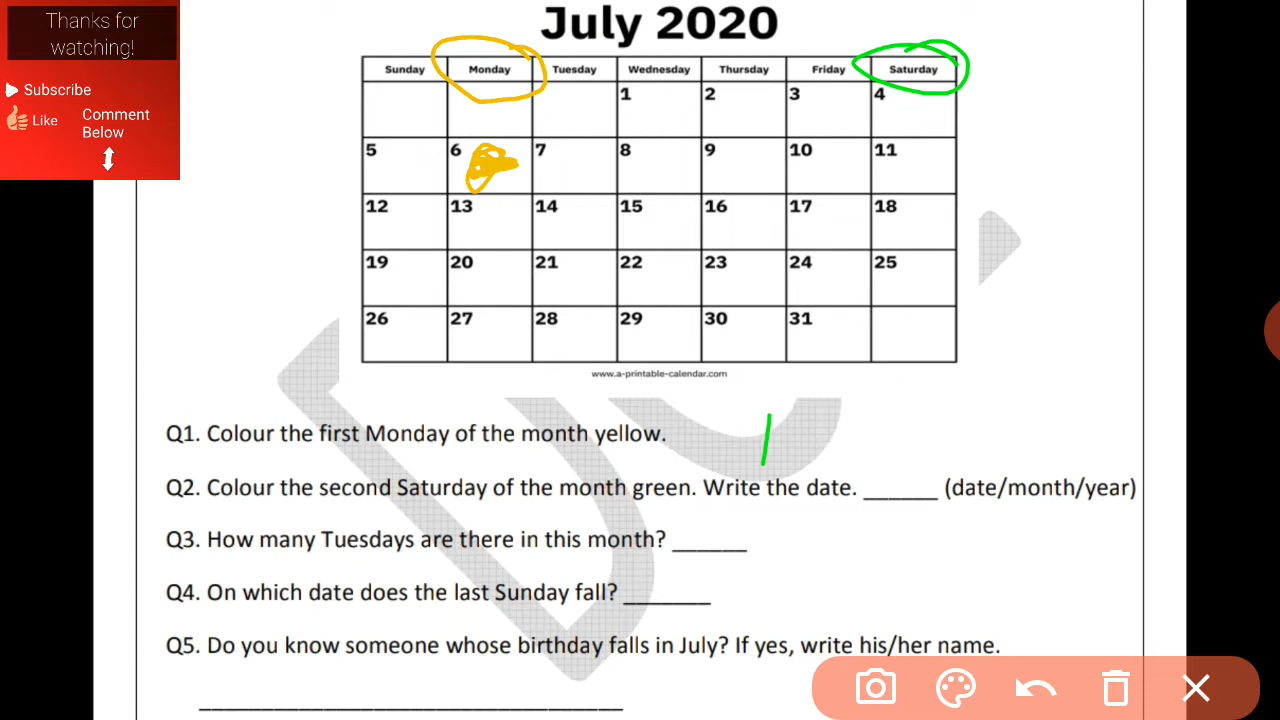 Thanks for
watching!
Subscribe
Like
Comment
Below
July 2020
Sunday Monday Tuesday Wednesday Thursday Friday Saturday
1 2 3 4
5 6 7 8 9 10 11
12 13 14 15 16 17 18
19 20 21 22 23 24 25
26 27 28 29 30 31
www.a-printable-calendar.com
Q1. Colour the first Monday of the month yellow.
Q2. Colour the second Saturday of the month green. Write the date. ______ (date/month/year)
Q3. How many Tuesdays are there in this month? ______
Q4. On which date does the last Sunday fall? _______
Q5. Do you know someone whose birthday falls in July? If yes, write his/her name.
__________________________________